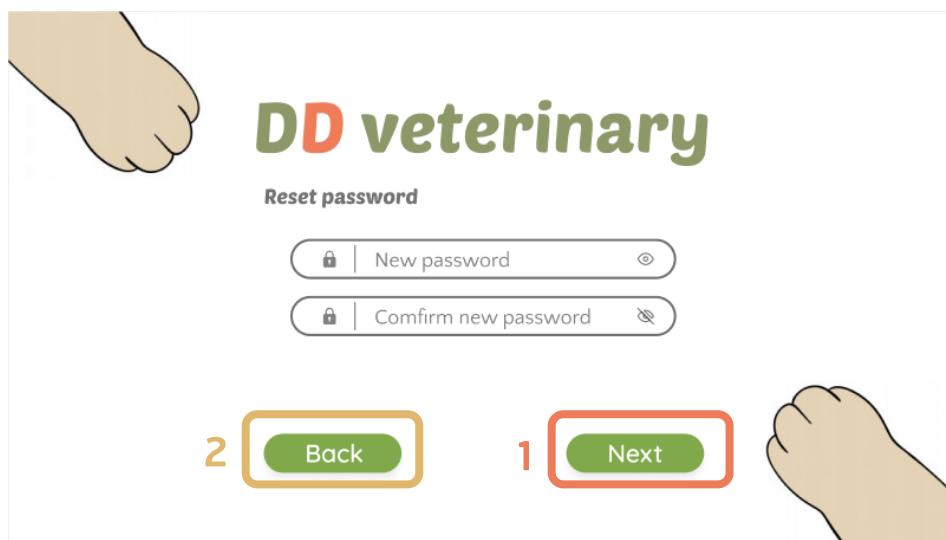 DD veterinary
Reset password
New password
Comfirm new password
2 Back 1 Next